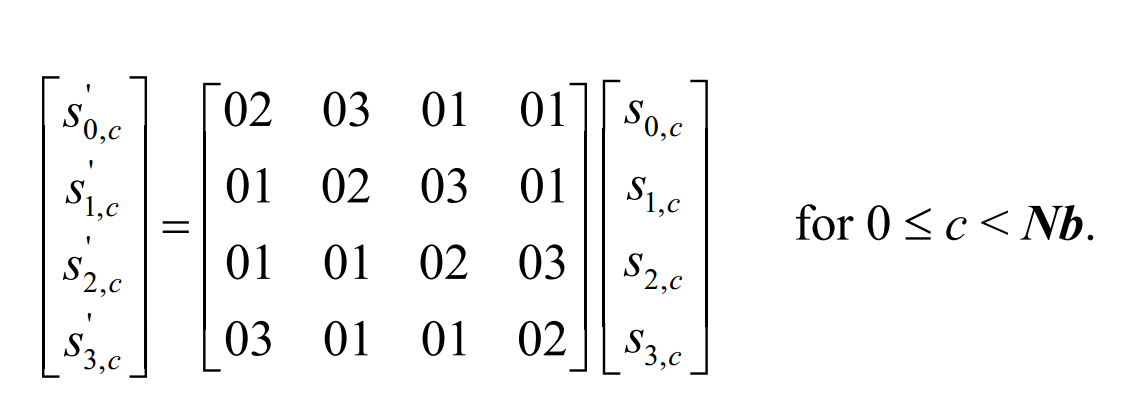 s'0,c 02 03 01 01 s0,c
s'1,c 01 02 03 01 s1,c
= for 0 ≤ c < Nb.
s'2,c 01 01 02 03 s2,c
s'3,c 03 01 01 02 s3,c